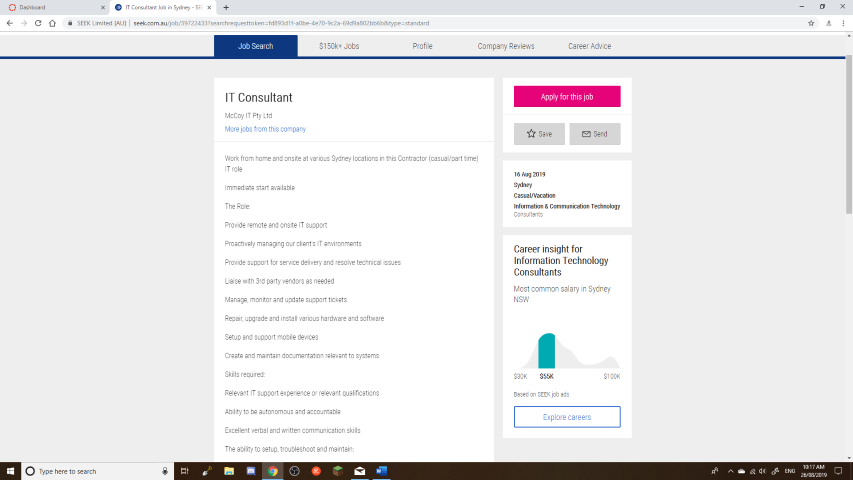 Dashboard
IT Consultant Job in Sydney - SE
SEEK Limited [AU] | seek.com.au/job/39722433?searchrequesttoken=fd893d1f-a0be-4e70-9c2a-69d9a802bb6b&type=standard
Job Search
$150k+ Jobs
Profile
Company Reviews
Career Advice
IT Consultant
McCoy IT Pty Ltd
More jobs from this company
Work from home and onsite at various Sydney locations in this Contractor (casual/part time)
IT role
Immediate start available
The Role:
Provide remote and onsite IT support
Proactively managing our client's IT environments
Provide support for service delivery and resolve technical issues
Liaise with 3rd party vendors as needed
Manage, monitor and update support tickets
Repair, upgrade and install various hardware and software
Setup and support mobile devices
Create and maintain documentation relevant to systems
Skills required:
Relevant IT support experience or relevant qualifications
Ability to be autonomous and accountable
Excellent verbal and written communication skills
The ability to setup, troubleshoot and maintain:
Apply for this job
Save
Send
16 Aug 2019
Sydney
Casual/Vacation
Information & Communication Technology
Consultants
Career insight for
Information Technology
Consultants
Most common salary in Sydney
NSW
$30K
$55K
$100K
Based on SEEK job ads
Explore careers
Type here to search
ENG
10:17 AM
26/08/2019